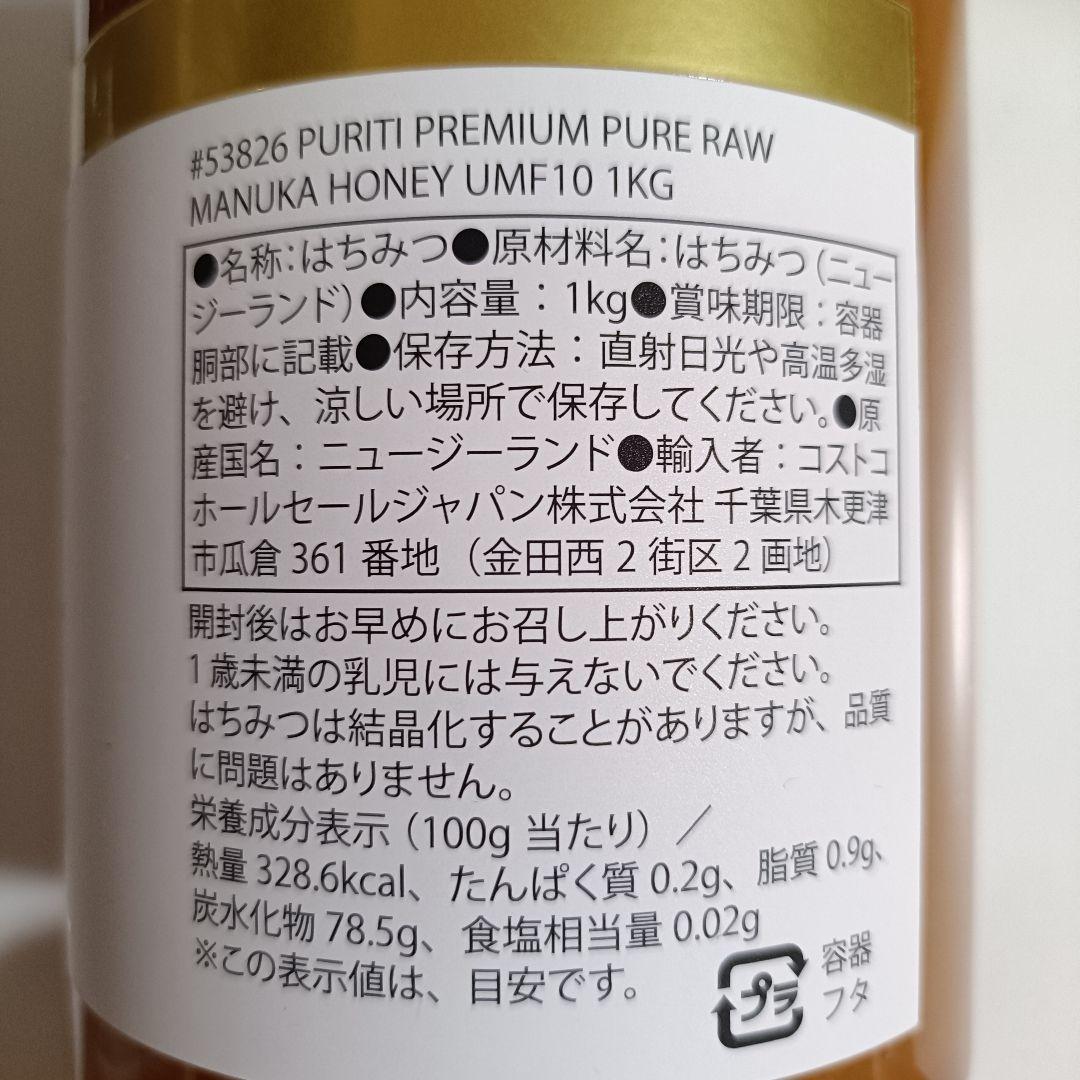 #53826 PURITI PREMIUM PURE RAW
MANUKA HONEY UMF10 1KG
●名称：はちみつ●原材料名：はちみつ（ニュー
ジーランド）●内容量：1kg●賞味期限：容器
胴部に記載●保存方法：直射日光や高温多湿
を避け、涼しい場所で保存してください。●原
産国名：ニュージーランド●輸入者：コストコ
ホールセールジャパン株式会社 千葉県木更津
市瓜倉 361 番地（金田西 2 街区 2 画地）
開封後はお早めにお召し上がりください。
1 歳未満の乳児には与えないでください。
はちみつは結晶化することがありますが、品質
に問題はありません。
栄養成分表示（100g 当たり）／
熱量 328.6kcal、たんぱく質 0.2g、脂質 0.9g、
炭水化物 78.5g、食塩相当量 0.02g
※この表示値は、目安です。
プラ
容器
フタ